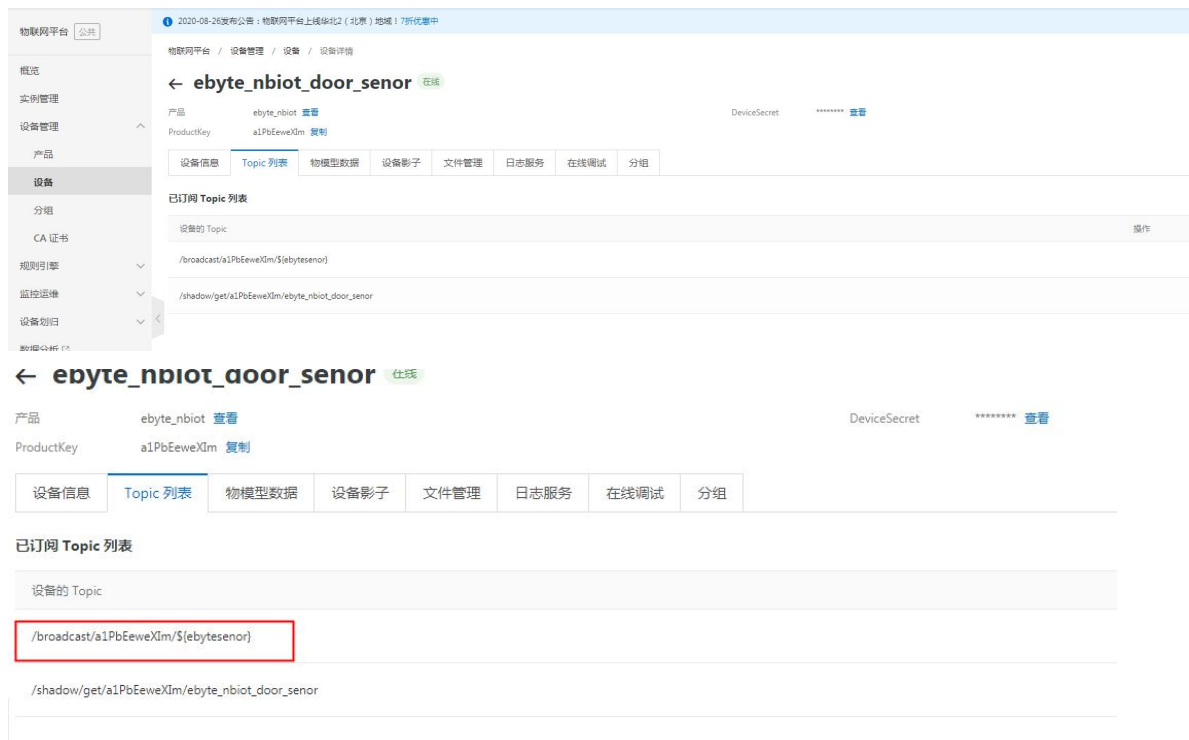 物联网平台 公共
2020-08-26发布公告：物联网平台上线华北2（北京）地域！7折优惠中
物联网平台 / 设备管理 / 设备 / 设备详情
概览
实例管理
设备管理
产品
设备
分组
CA 证书
规则引擎
监控运维
设备划归
数据分析
← ebyte_nbiot_door_senor 在线
产品 ebyte_nbiot 查看
DeviceSecret ******** 查看
ProductKey a1PbEeweXIm 复制
设备信息 Topic 列表 物模型数据 设备影子 文件管理 日志服务 在线调试 分组
已订阅 Topic 列表
设备的 Topic 操作
/broadcast/a1PbEeweXIm/${ebytesenor}
/shadow/get/a1PbEeweXIm/ebyte_nbiot_door_senor
← ebyte_nbiot_door_senor 在线
产品 ebyte_nbiot 查看 DeviceSecret ******** 查看
ProductKey a1PbEeweXIm 复制
设备信息 Topic 列表 物模型数据 设备影子 文件管理 日志服务 在线调试 分组
已订阅 Topic 列表
设备的 Topic
/broadcast/a1PbEeweXIm/${ebytesenor}
/shadow/get/a1PbEeweXIm/ebyte_nbiot_door_senor